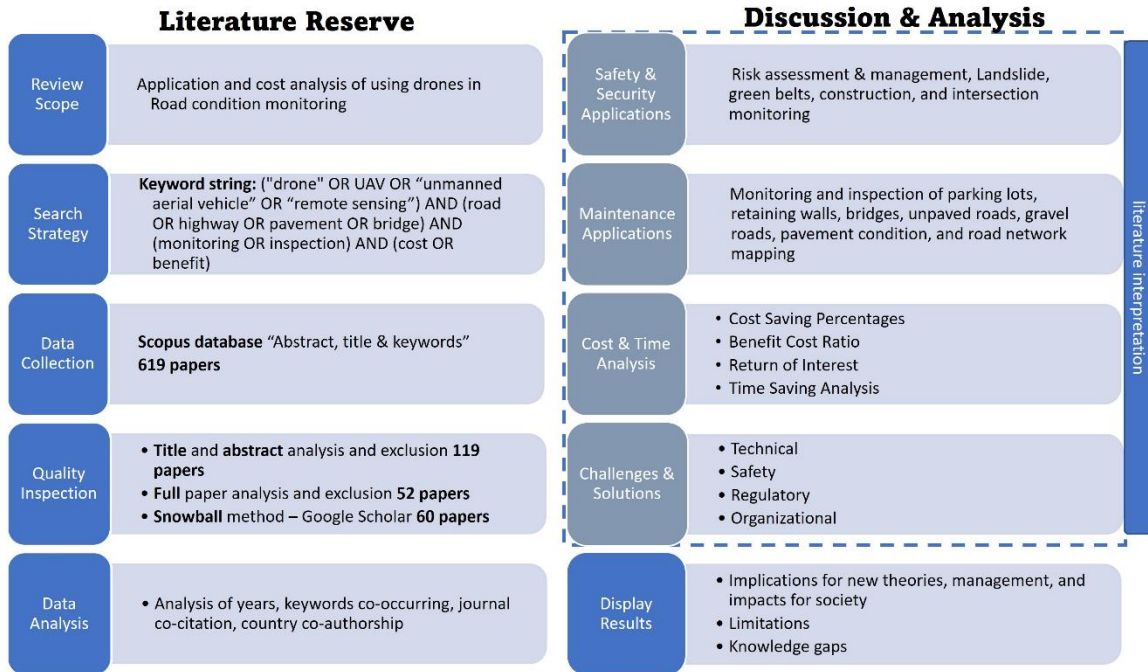 Literature Reserve
Review
Scope
Application and cost analysis of using drones in
Road condition monitoring
Search
Strategy
Keyword string: ("drone" OR UAV OR “unmanned
aerial vehicle” OR “remote sensing”) AND (road
OR highway OR pavement OR bridge) AND
(monitoring OR inspection) AND (cost OR
benefit)
Data
Collection
Scopus database “Abstract, title & keywords”
619 papers
Quality
Inspection
• Title and abstract analysis and exclusion 119
papers
• Full paper analysis and exclusion 52 papers
• Snowball method – Google Scholar 60 papers
Data
Analysis
• Analysis of years, keywords co-occurring, journal
co-citation, country co-authorship
Discussion & Analysis
Safety &
Security
Applications
Risk assessment & management, Landslide,
green belts, construction, and intersection
monitoring
Maintenance
Applications
Monitoring and inspection of parking lots,
retaining walls, bridges, unpaved roads, gravel
roads, pavement condition, and road network
mapping
Cost & Time
Analysis
• Cost Saving Percentages
• Benefit Cost Ratio
• Return of Interest
• Time Saving Analysis
Challenges &
Solutions
• Technical
• Safety
• Regulatory
• Organizational
Display
Results
• Implications for new theories, management, and
impacts for society
• Limitations
• Knowledge gaps
literature interpretation